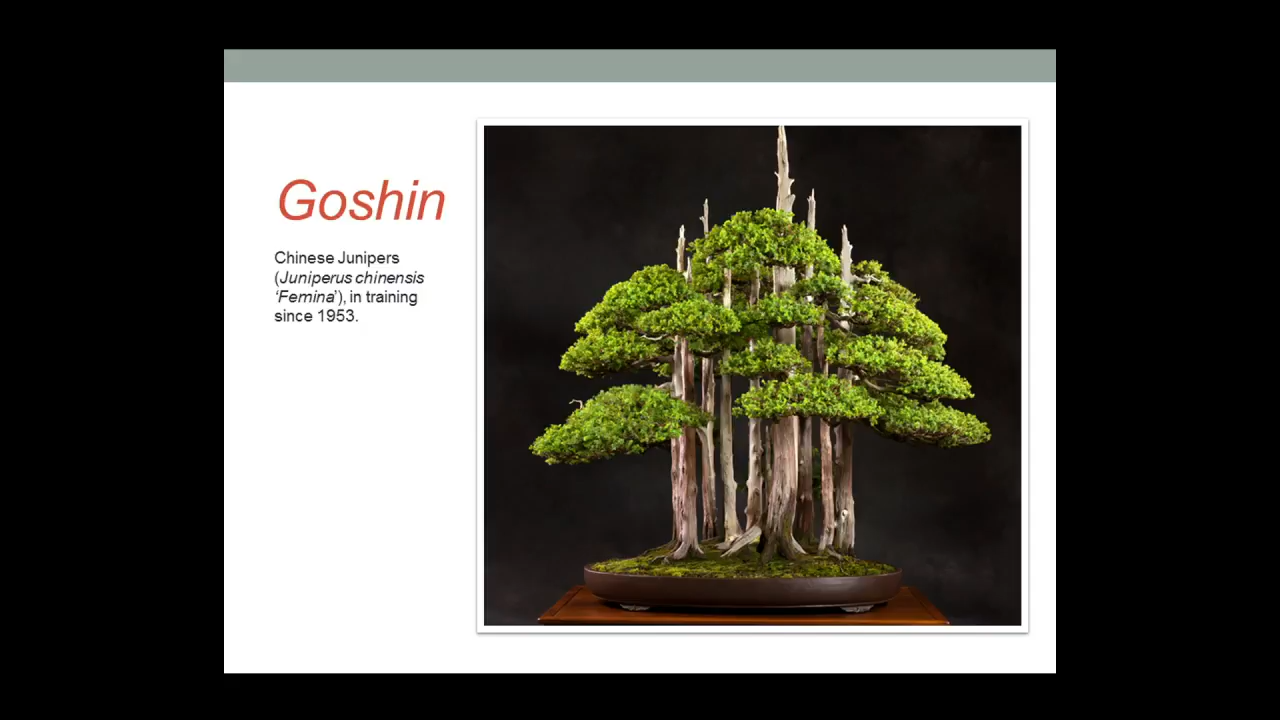 Goshin
Chinese Junipers
(Juniperus chinensis
‘Femina’), in training
since 1953.